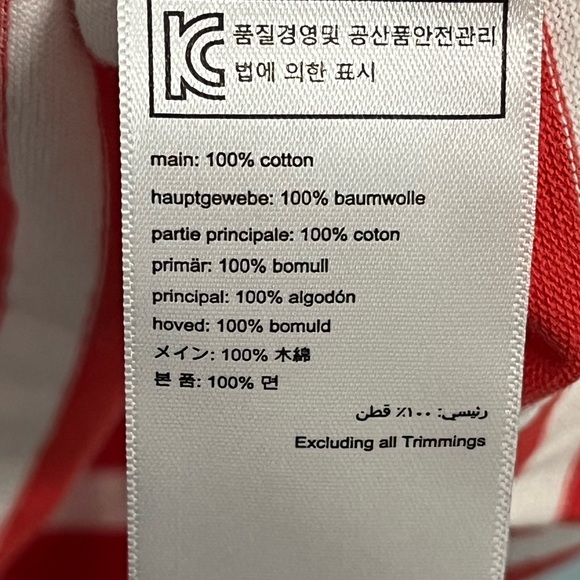 KC 품질경영및 공산품안전관리
법에 의한 표시
main: 100% cotton
hauptgewebe: 100% baumwolle
partie principale: 100% coton
primär: 100% bomull
principal: 100% algodón
hoved: 100% bomuld
メイン: 100% 木綿
본 품: 100% 면
رئيسي: ١٠٠٪ قطن
Excluding all Trimmings